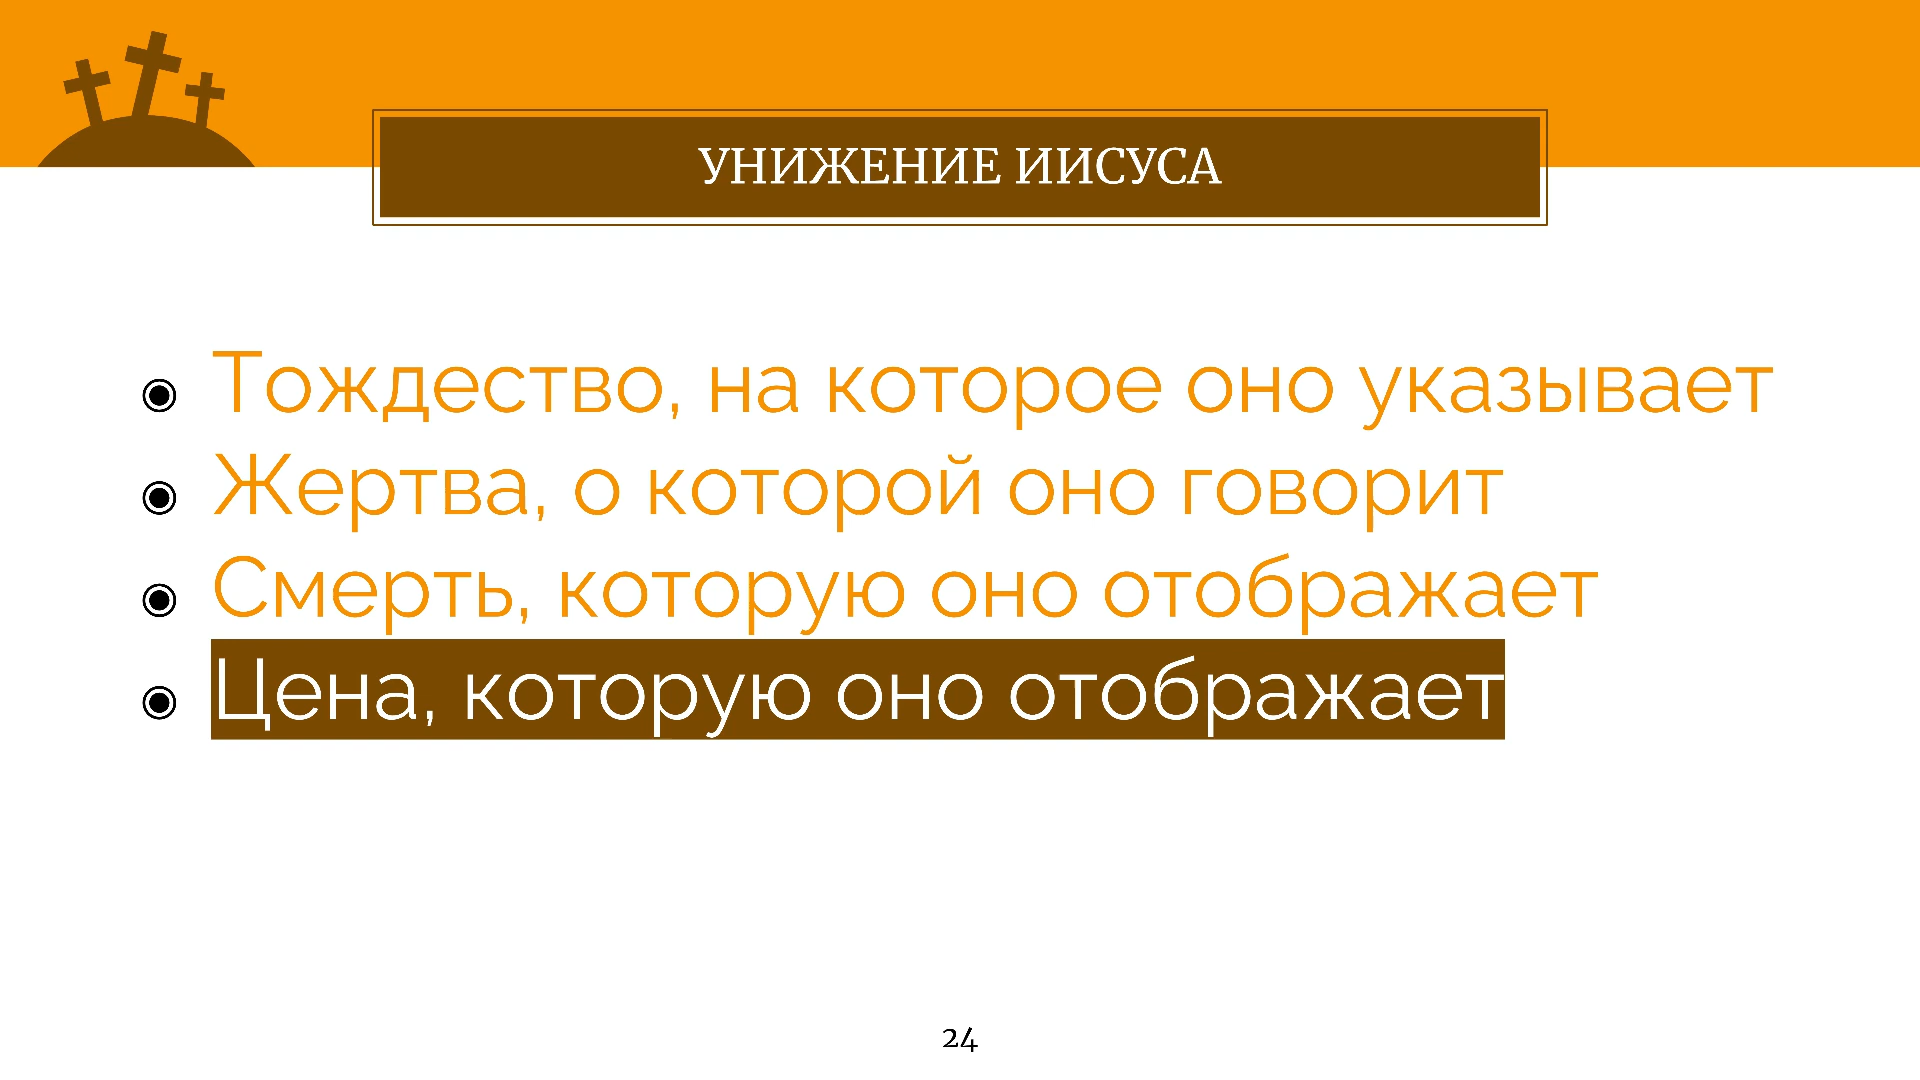 УНИЖЕНИЕ ИИСУСА
Тождество, на которое оно указывает
Жертва, о которой оно говорит
Смерть, которую оно отображает
Цена, которую оно отображает
24